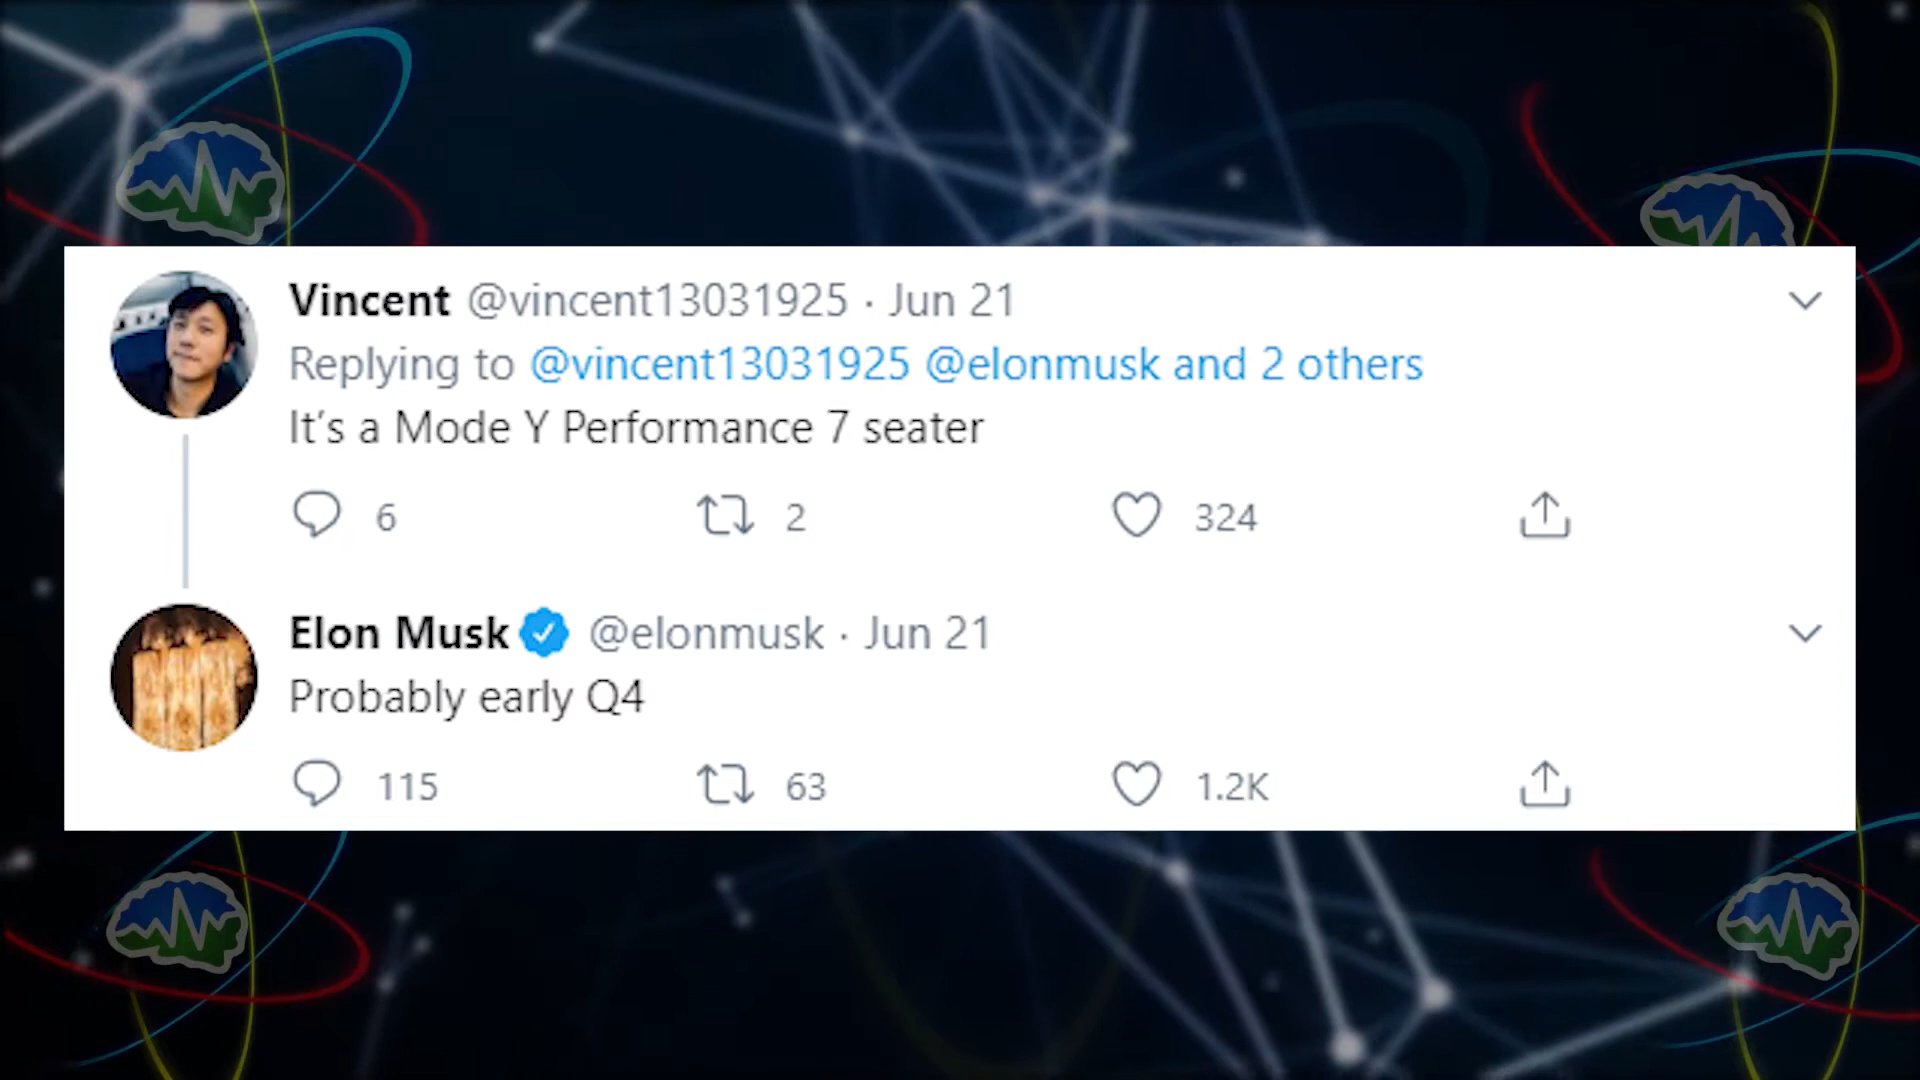 Vincent @vincent13031925 · Jun 21
Replying to @vincent13031925 @elonmusk and 2 others
It's a Mode Y Performance 7 seater
6 2 324
Elon Musk @elonmusk · Jun 21
Probably early Q4
115 63 1.2K